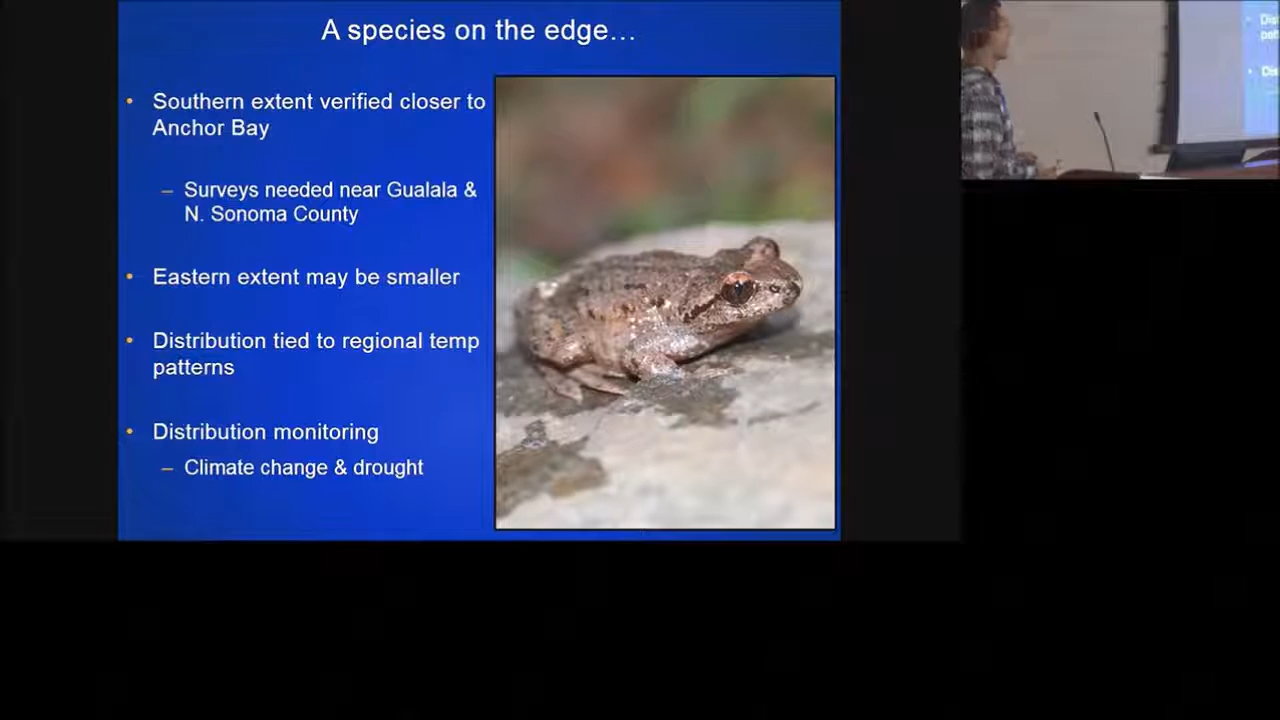 A species on the edge…
• Southern extent verified closer to
Anchor Bay
– Surveys needed near Gualala &
N. Sonoma County
• Eastern extent may be smaller
• Distribution tied to regional temp
patterns
• Distribution monitoring
– Climate change & drought